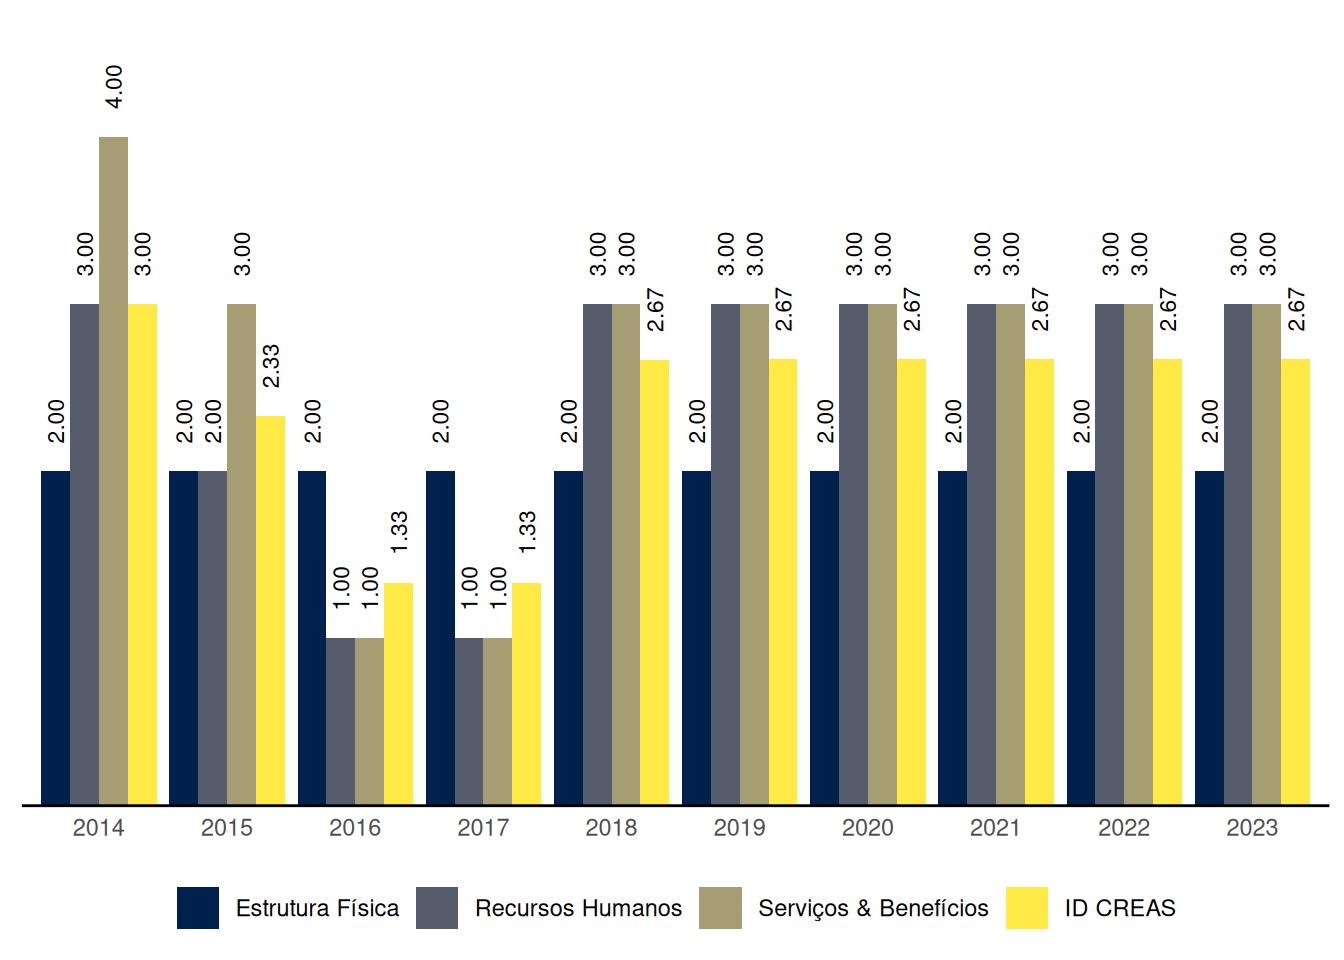 4.00
3.00 3.00 3.00 3.00 3.00 3.00 3.00 3.00 3.00 3.00 3.00 3.00 3.00 3.00 3.00
2.67 2.67 2.67 2.67 2.67 2.67
2.33
2.00 2.00 2.00 2.00 2.00 2.00 2.00 2.00 2.00 2.00 2.00
1.33 1.33
1.00 1.00 1.00 1.00
2014 2015 2016 2017 2018 2019 2020 2021 2022 2023
Estrutura Física Recursos Humanos Serviços & Benefícios ID CREAS